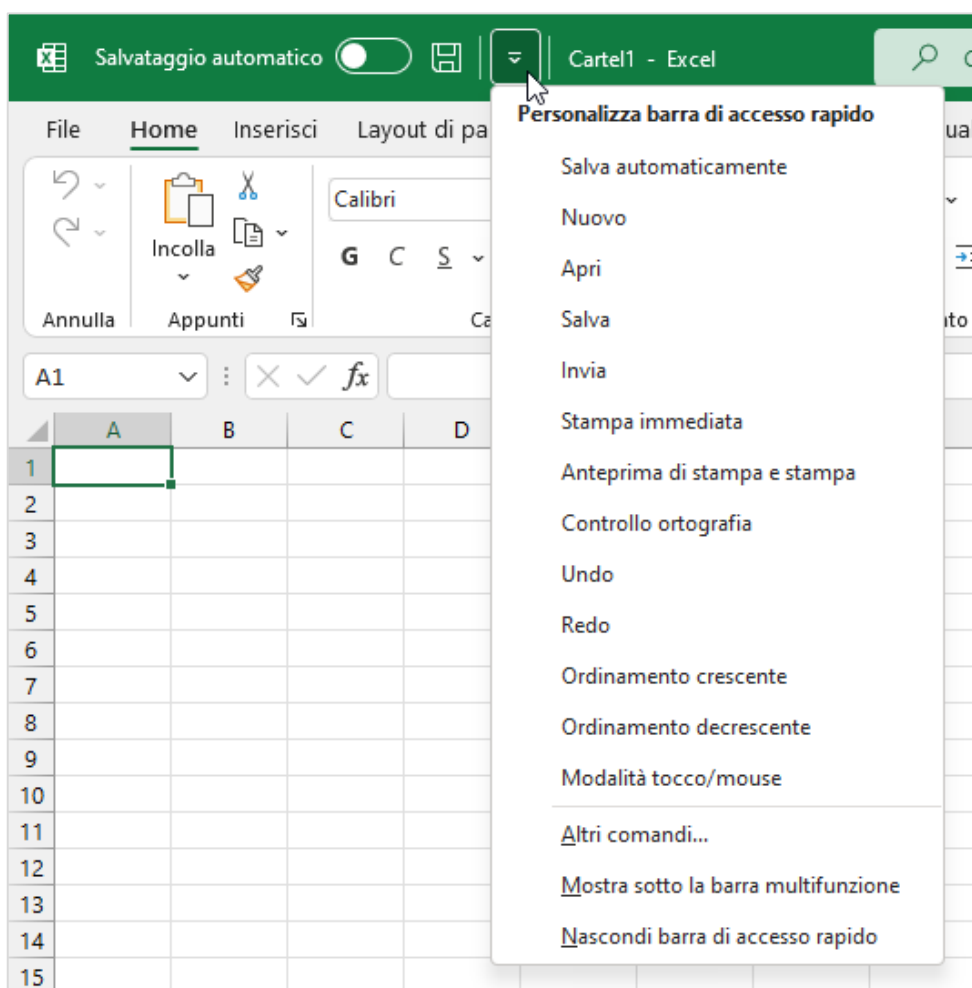 Salvataggio automatico
Cartel1 - Excel
Personalizza barra di accesso rapido
File Home Inserisci Layout di pa
Salva automaticamente
Nuovo
Apri
Salva
Invia
Stampa immediata
Anteprima di stampa e stampa
Controllo ortografia
Undo
Redo
Ordinamento crescente
Ordinamento decrescente
Modalità tocco/mouse
Altri comandi...
Mostra sotto la barra multifunzione
Nascondi barra di accesso rapido
Incolla
Calibri
G C S
Annulla Appunti
A1
fx
A B C D
1
2
3
4
5
6
7
8
9
10
11
12
13
14
15